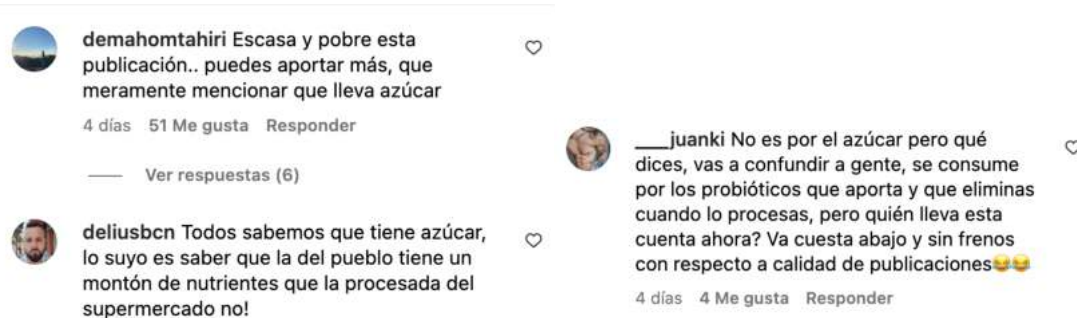 demahomtahiri Escasa y pobre esta
publicación.. puedes aportar más, que
meramente mencionar que lleva azúcar
4 días 51 Me gusta Responder
Ver respuestas (6)
deliusbcn Todos sabemos que tiene azúcar,
lo suyo es saber que la del pueblo tiene un
montón de nutrientes que la procesada del
supermercado no!
___juanki No es por el azúcar pero qué
dices, vas a confundir a gente, se consume
por los probióticos que aporta y que eliminas
cuando lo procesas, pero quién lleva esta
cuenta ahora? Va cuesta abajo y sin frenos
con respecto a calidad de publicaciones😂😂
4 días 4 Me gusta Responder